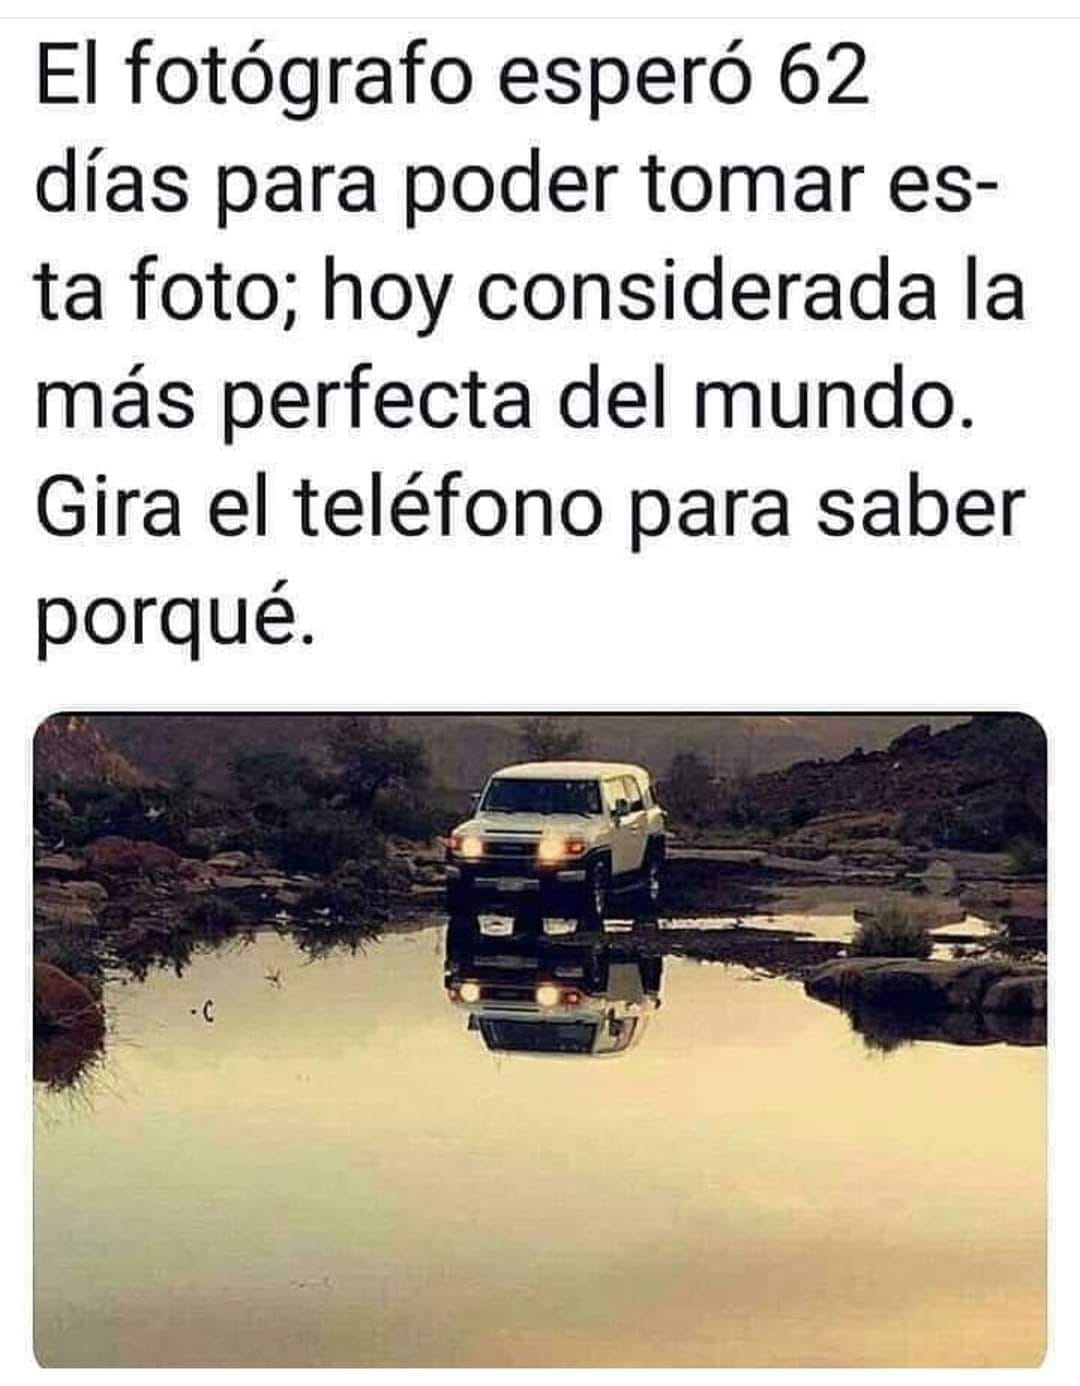 El fotógrafo esperó 62
días para poder tomar es-
ta foto; hoy considerada la
más perfecta del mundo.
Gira el teléfono para saber
porqué.